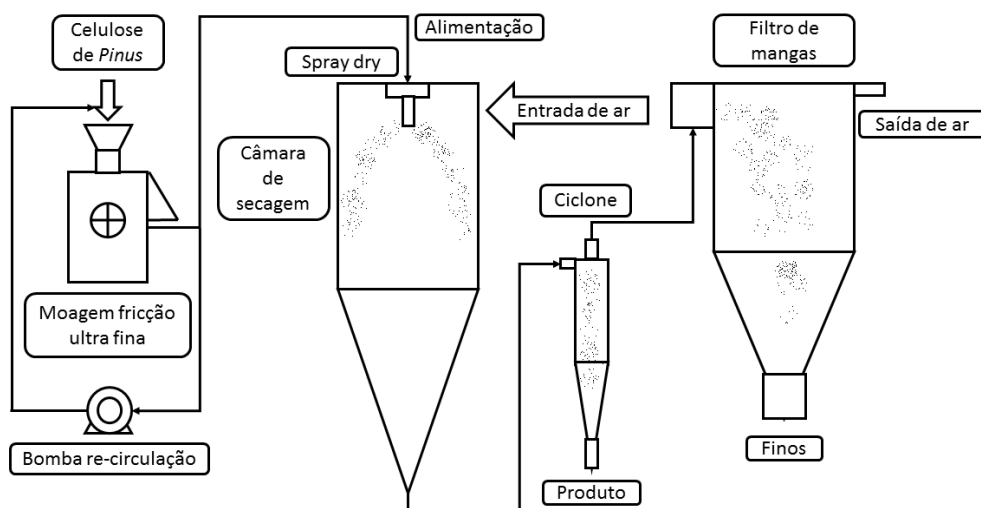 Celulose
de Pinus
Alimentação
Spray dry
Filtro de
mangas
Entrada de ar
Saída de ar
Câmara
de
secagem
Ciclone
Moagem fricção
ultra fina
Bomba re-circulação
Produto
Finos